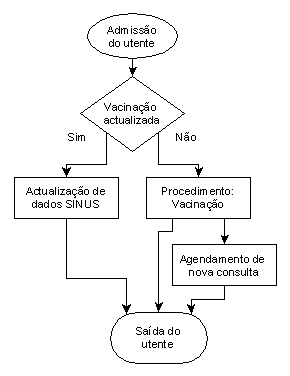 Admissão
do utente
Vacinação
actualizada
Sim
Não
Actualização de
dados SINUS
Procedimento:
Vacinação
Agendamento de
nova consulta
Saída do
utente